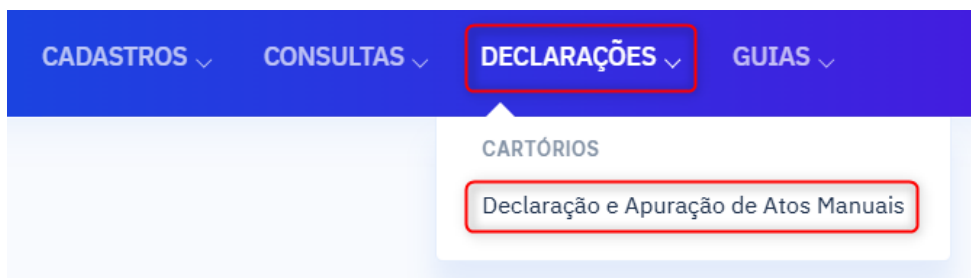 CADASTROS CONSULTAS DECLARAÇÕES GUIAS
CARTÓRIOS
Declaração e Apuração de Atos Manuais